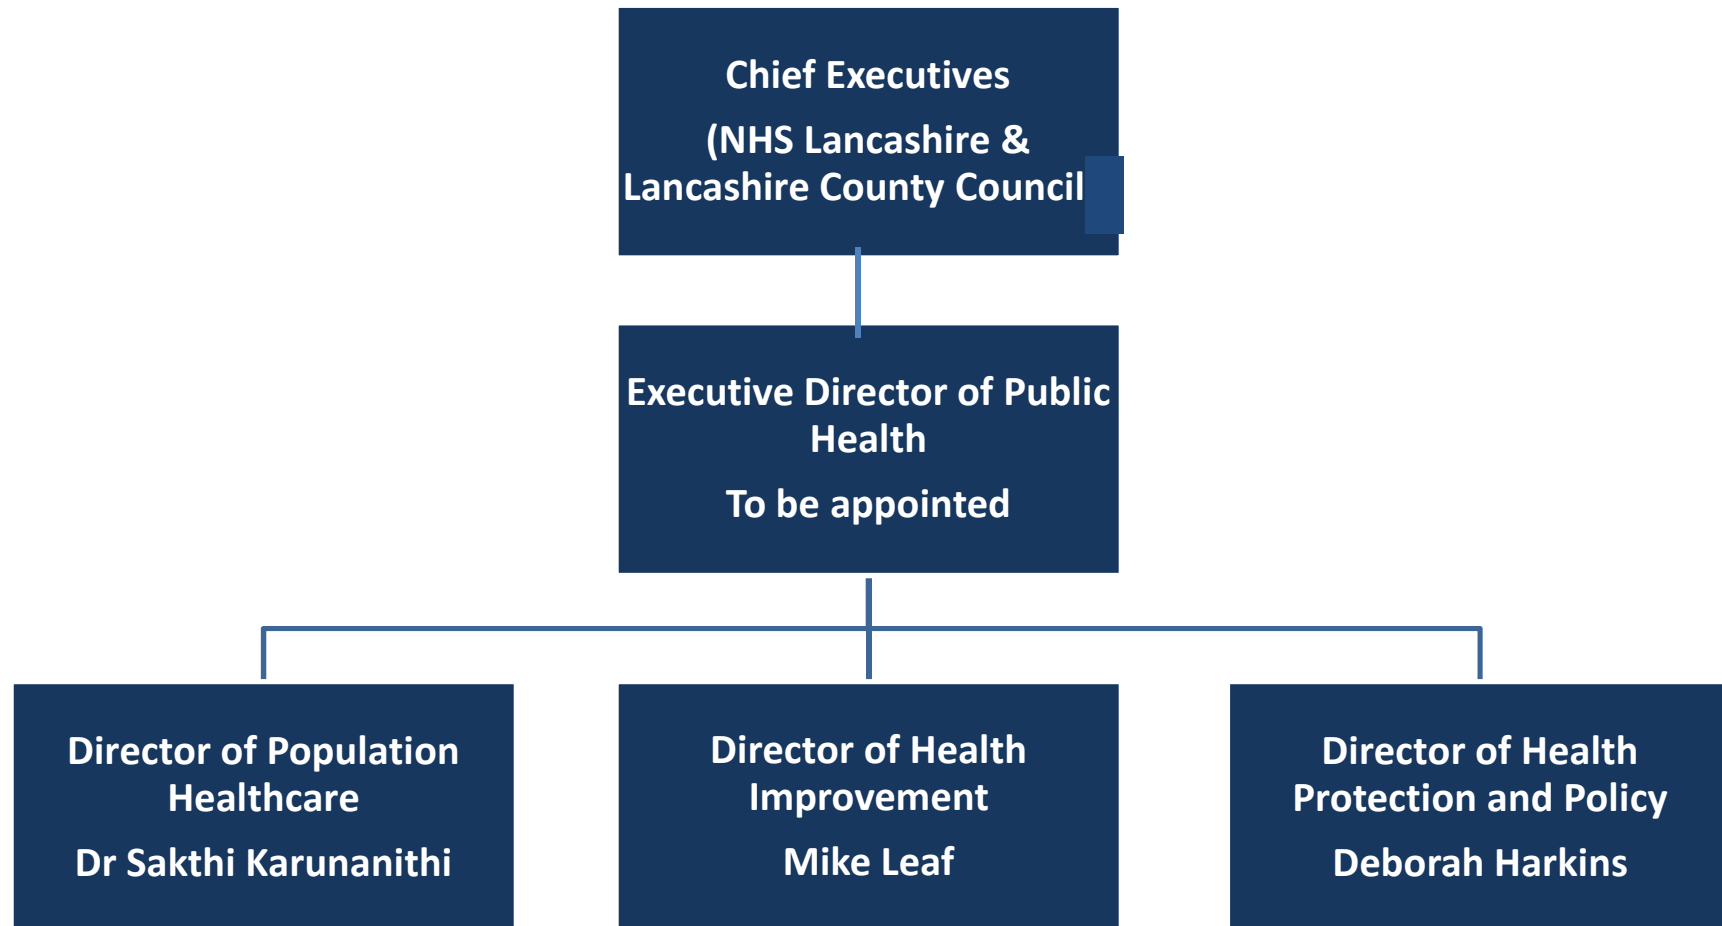 Chief Executives
(NHS Lancashire &
Lancashire County Council
Executive Director of Public
Health
To be appointed
Director of Population
Healthcare
Dr Sakthi Karunanithi
Director of Health
Improvement
Mike Leaf
Director of Health
Protection and Policy
Deborah Harkins